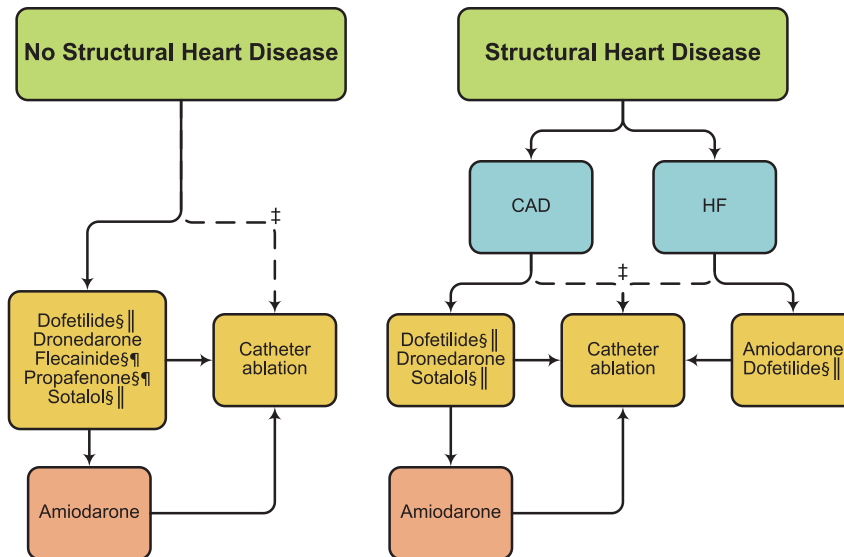 No Structural Heart Disease
‡
Dofetilide§‖
Dronedarone
Flecainide§¶
Propafenone§¶
Sotalol§‖
Catheter
ablation
Amiodarone
Structural Heart Disease
CAD
HF
‡
Dofetilide§‖
Dronedarone
Sotalol§‖
Catheter
ablation
Amiodarone
Dofetilide§‖
Amiodarone